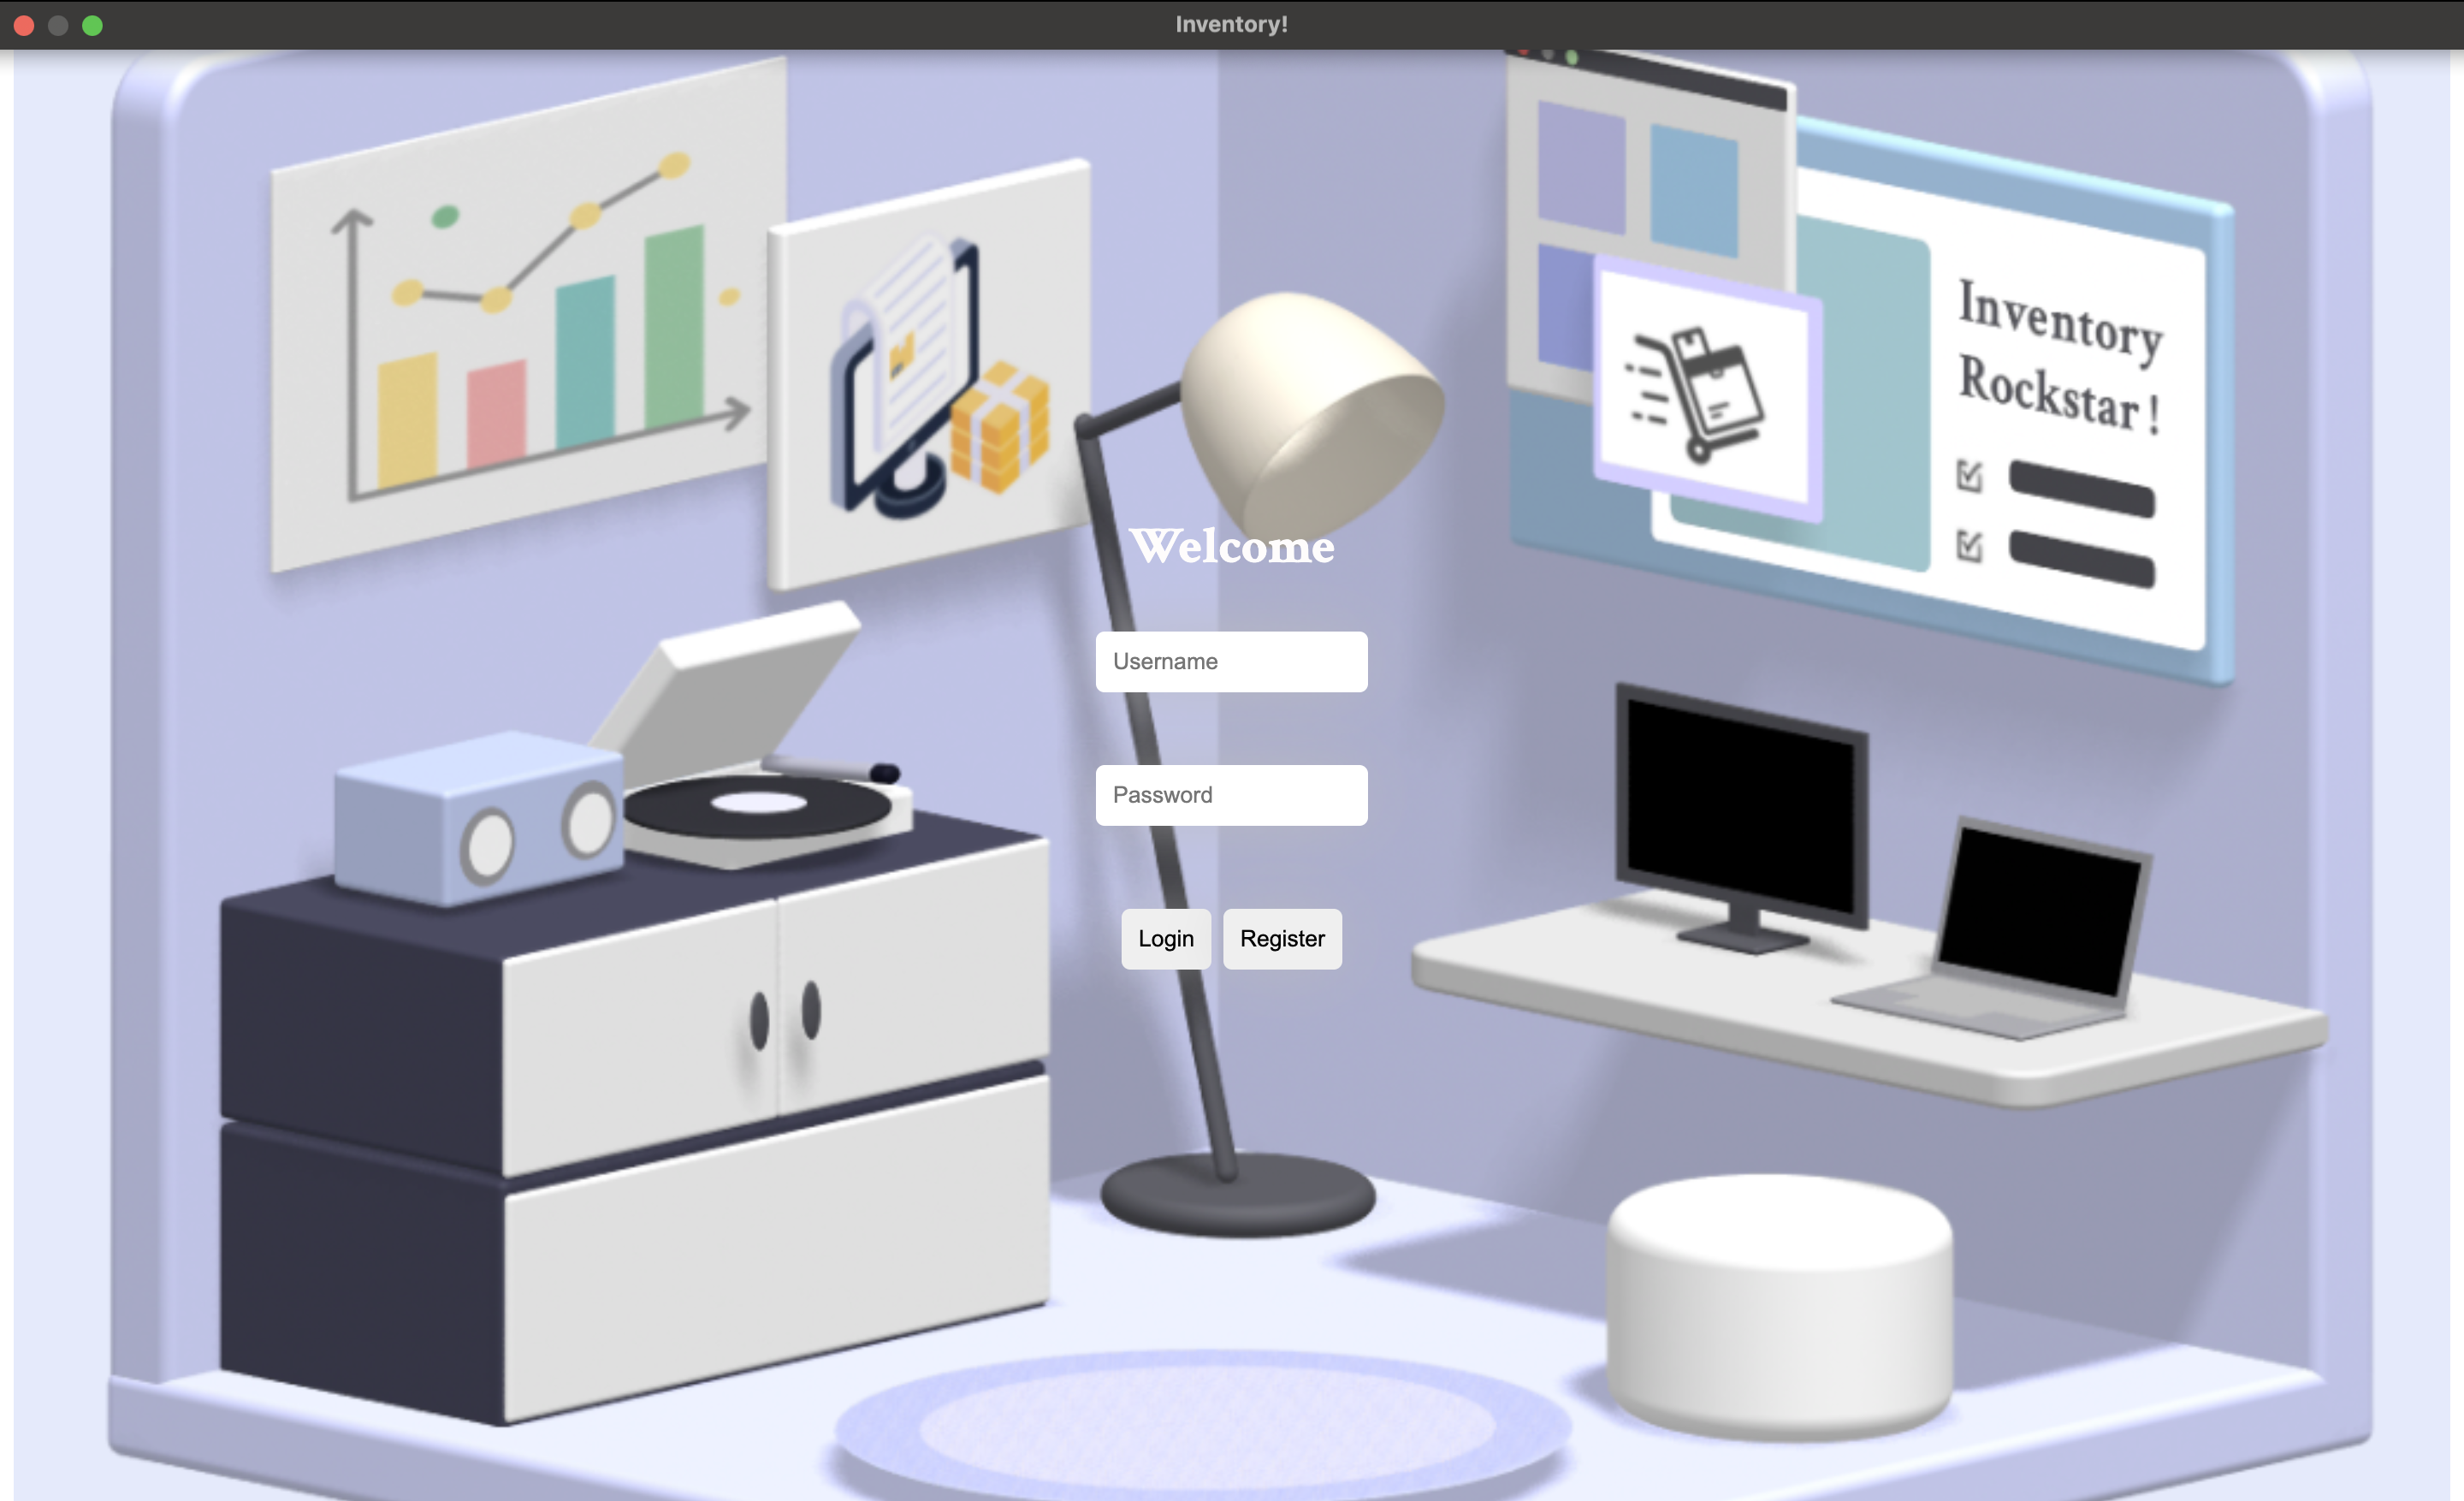 Inventory!
Inventory
Rockstar!
Welcome
Username
Password
Login
Register